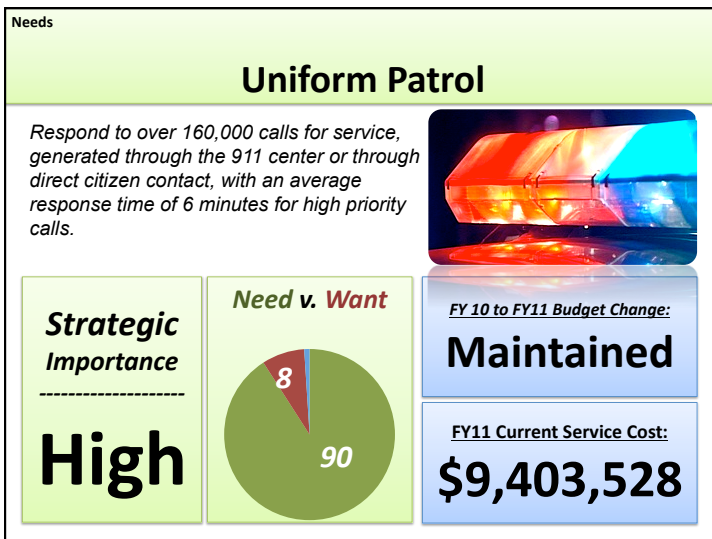 Needs
Uniform Patrol
Respond to over 160,000 calls for service,
generated through the 911 center or through
direct citizen contact, with an average
response time of 6 minutes for high priority
calls.
Strategic
Importance
--------------------
High
Need v. Want
8
90
FY 10 to FY11 Budget Change:
Maintained
FY11 Current Service Cost:
$9,403,528